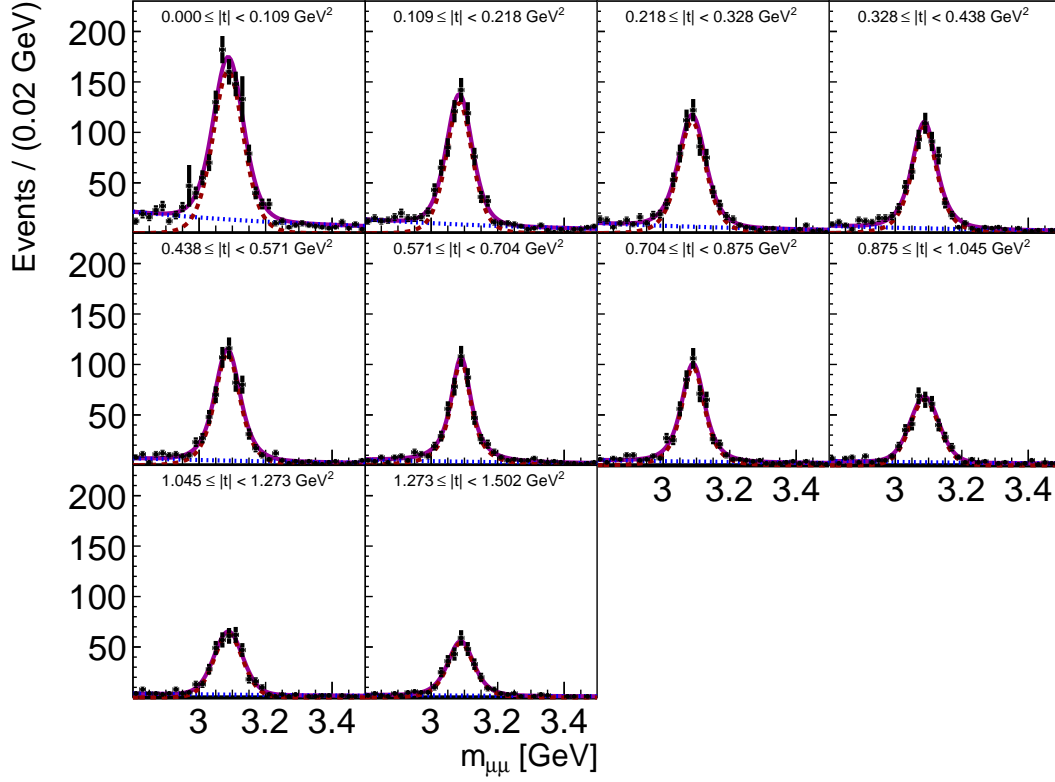 Events / (0.02 GeV)
0.000 ≤ |t| < 0.109 GeV²
0.109 ≤ |t| < 0.218 GeV²
0.218 ≤ |t| < 0.328 GeV²
0.328 ≤ |t| < 0.438 GeV²
200
150
100
50
0.438 ≤ |t| < 0.571 GeV²
0.571 ≤ |t| < 0.704 GeV²
0.704 ≤ |t| < 0.875 GeV²
0.875 ≤ |t| < 1.045 GeV²
200
150
100
50
3 3.2 3.4
3 3.2 3.4
1.045 ≤ |t| < 1.273 GeV²
1.273 ≤ |t| < 1.502 GeV²
200
150
100
50
3 3.2 3.4
3 3.2 3.4
m_μμ [GeV]